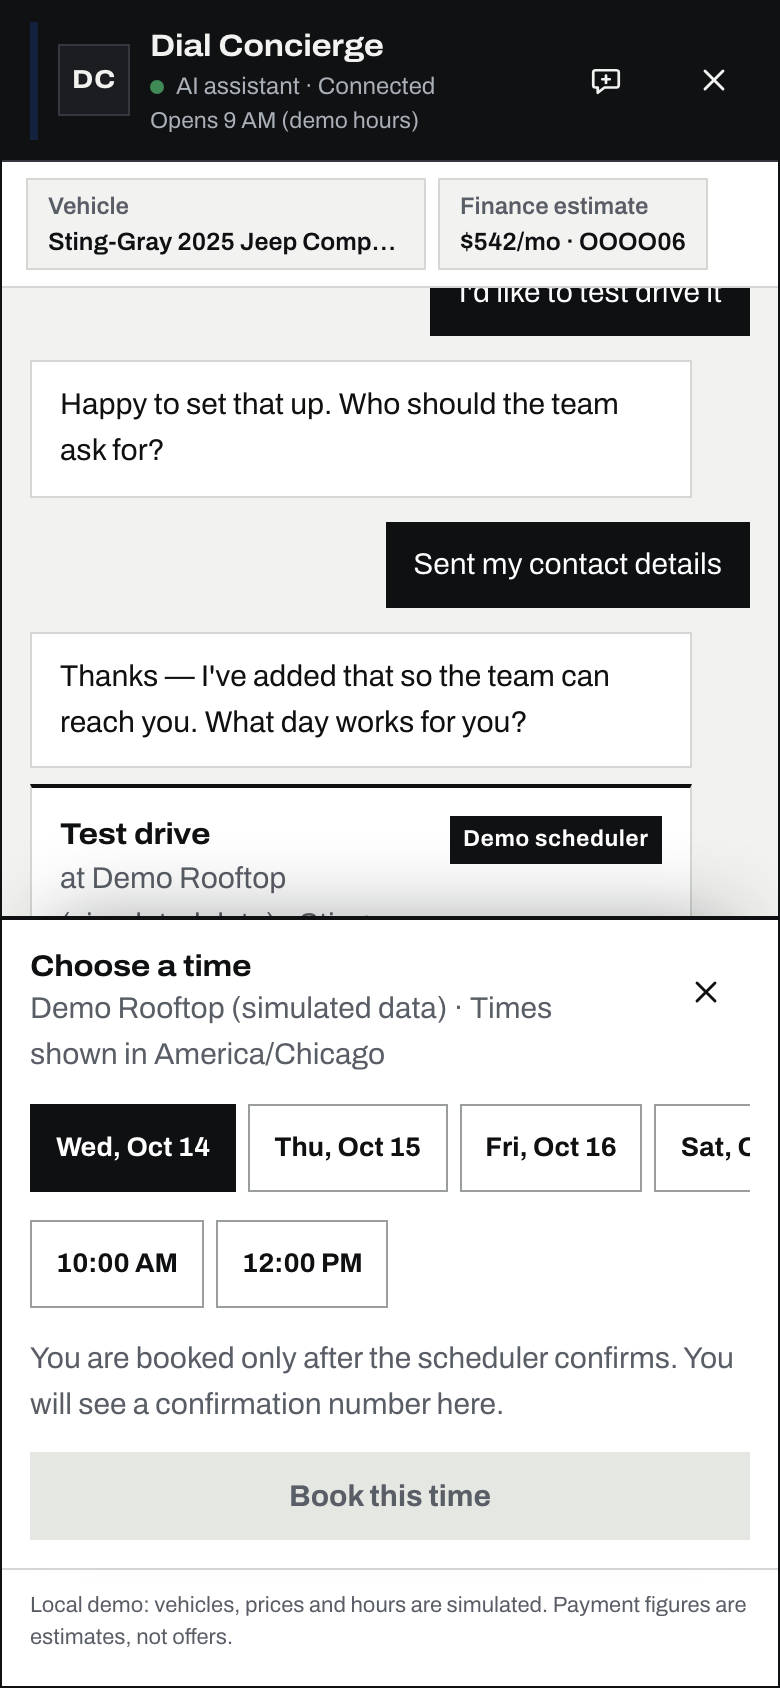 DC
Dial Concierge
AI assistant · Connected
Opens 9 AM (demo hours)
Vehicle
Sting-Gray 2025 Jeep Comp…
Finance estimate
$542/mo · OOOO06
I'd like to test drive it
Happy to set that up. Who should the team
ask for?
Sent my contact details
Thanks — I've added that so the team can
reach you. What day works for you?
Test drive
Demo scheduler
at Demo Rooftop
Choose a time
Demo Rooftop (simulated data) · Times
shown in America/Chicago
Wed, Oct 14
Thu, Oct 15
Fri, Oct 16
Sat,
10:00 AM
12:00 PM
You are booked only after the scheduler confirms. You
will see a confirmation number here.
Book this time
Local demo: vehicles, prices and hours are simulated. Payment figures are
estimates, not offers.